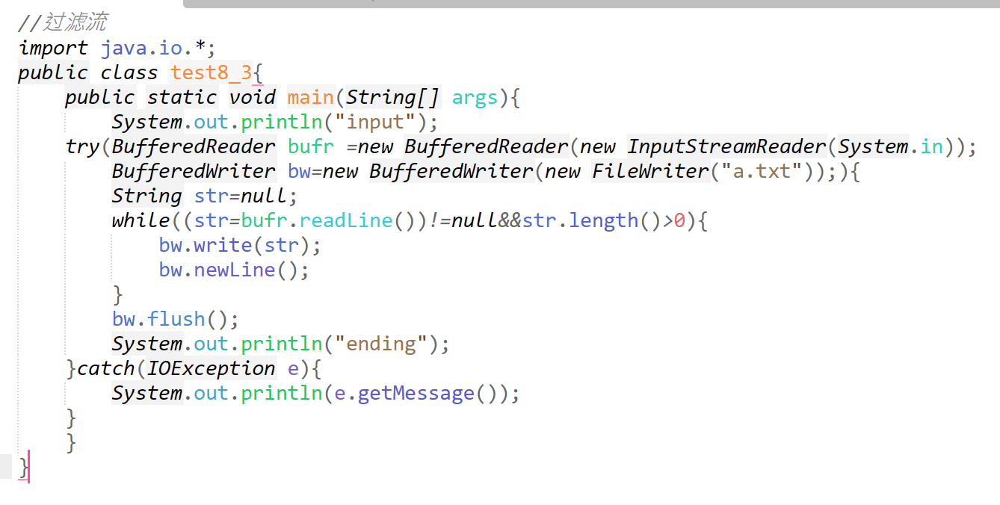 //过滤流
import java.io.*;
public class test8_3{
public static void main(String[] args){
System.out.println("input");
try(BufferedReader bufr =new BufferedReader(new InputStreamReader(System.in));
BufferedWriter bw=new BufferedWriter(new FileWriter("a.txt"));){
String str=null;
while((str=bufr.readLine())!=null&&str.length()>0){
bw.write(str);
bw.newLine();
}
bw.flush();
System.out.println("ending");
}catch(IOException e){
System.out.println(e.getMessage());
}
}
}